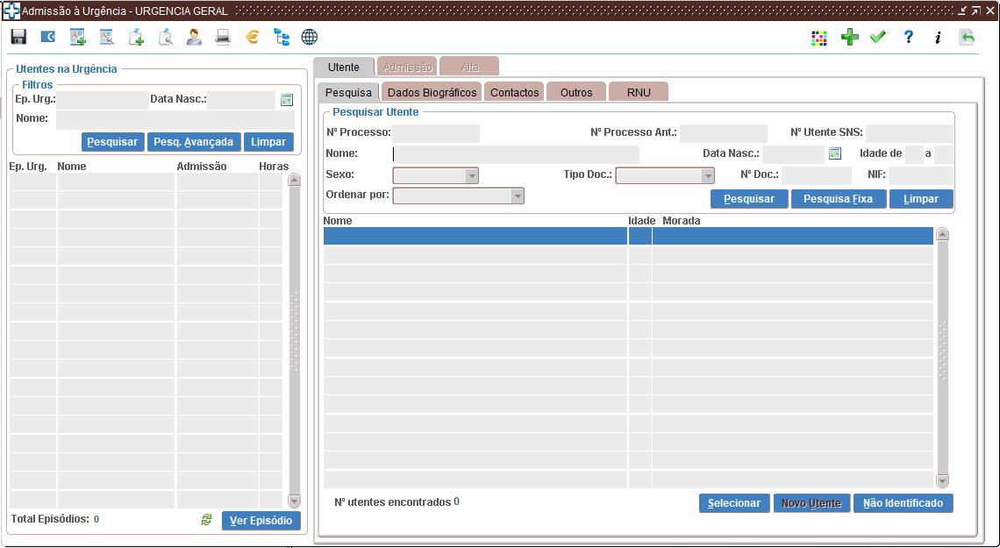 Admissão à Urgência - URGENCIA GERAL
Utentes na Urgência
Filtros
Ep. Urg.: Data Nasc.:
Nome:
Pesquisar Pesq. Avançada Limpar
Ep. Urg. Nome Admissão Horas
Total Episódios: 0 Ver Episódio
Utente Admissão Alta
Pesquisa Dados Biográficos Contactos Outros RNU
Pesquisar Utente
Nº Processo: Nº Processo Ant.: Nº Utente SNS:
Nome: Data Nasc.: Idade de a
Sexo: Tipo Doc.: Nº Doc.: NIF:
Ordenar por: Pesquisar Pesquisa Fixa Limpar
Nome Idade Morada
Nº utentes encontrados 0 Selecionar Novo Utente Não Identificado